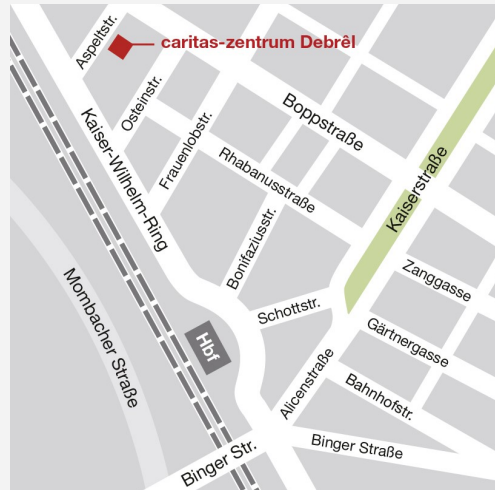 Aspeltstr.
caritas-zentrum Debrêl
Osteinstr.
Boppstraße
Kaiser-Wilhelm-Ring
Frauenlobstr.
Rhabanusstraße
Kaiserstraße
Bonifaziusstr.
Zanggasse
Mombacher Straße
Schottstr.
Hbf
Gärtnergasse
Alicenstraße
Bahnhofstr.
Binger Str.
Binger Straße